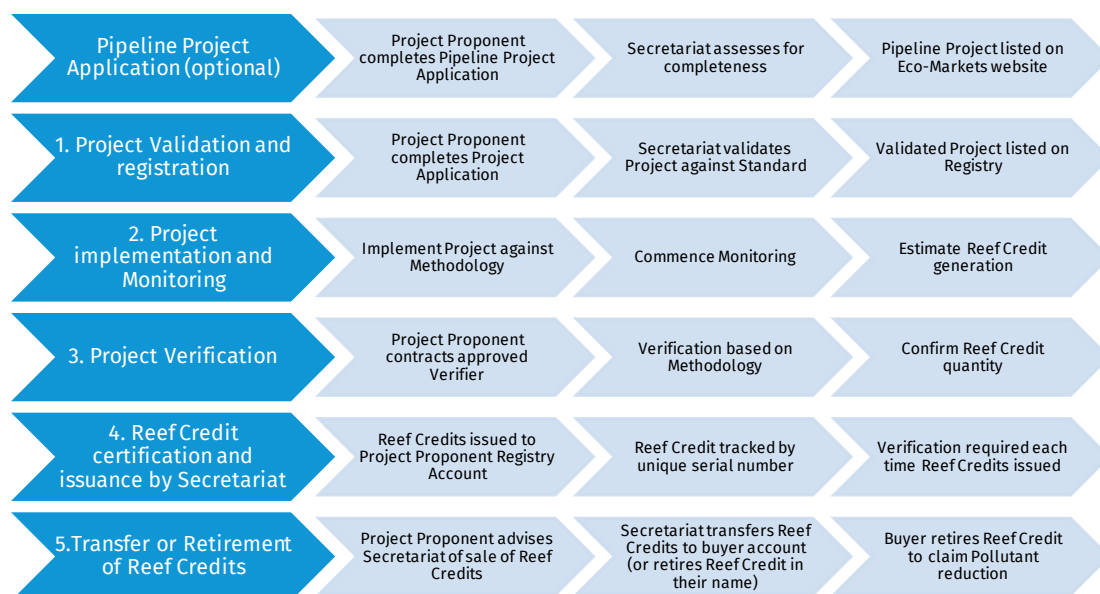 Pipeline Project
Application (optional)
Project Proponent
completes Pipeline Project
Application
Secretariat assesses for
completeness
Pipeline Project listed on
Eco-Markets website
1. Project Validation and
registration
Project Proponent
completes Project
Application
Secretariat validates
Project against Standard
Validated Project listed on
Registry
2. Project
implementation and
Monitoring
Implement Project against
Methodology
Commence Monitoring
Estimate Reef Credit
generation
3. Project Verification
Project Proponent
contracts approved
Verifier
Verification based on
Methodology
Confirm Reef Credit
quantity
4. Reef Credit
certification and
issuance by Secretariat
Reef Credits issued to
Project Proponent Registry
Account
Reef Credit tracked by
unique serial number
Verification required each
time Reef Credits issued
5.Transfer or Retirement
of Reef Credits
Project Proponent advises
Secretariat of sale of Reef
Credits
Secretariat transfers Reef
Credits to buyer account
(or retires Reef Credit in
their name)
Buyer retires Reef Credit
to claim Pollutant
reduction